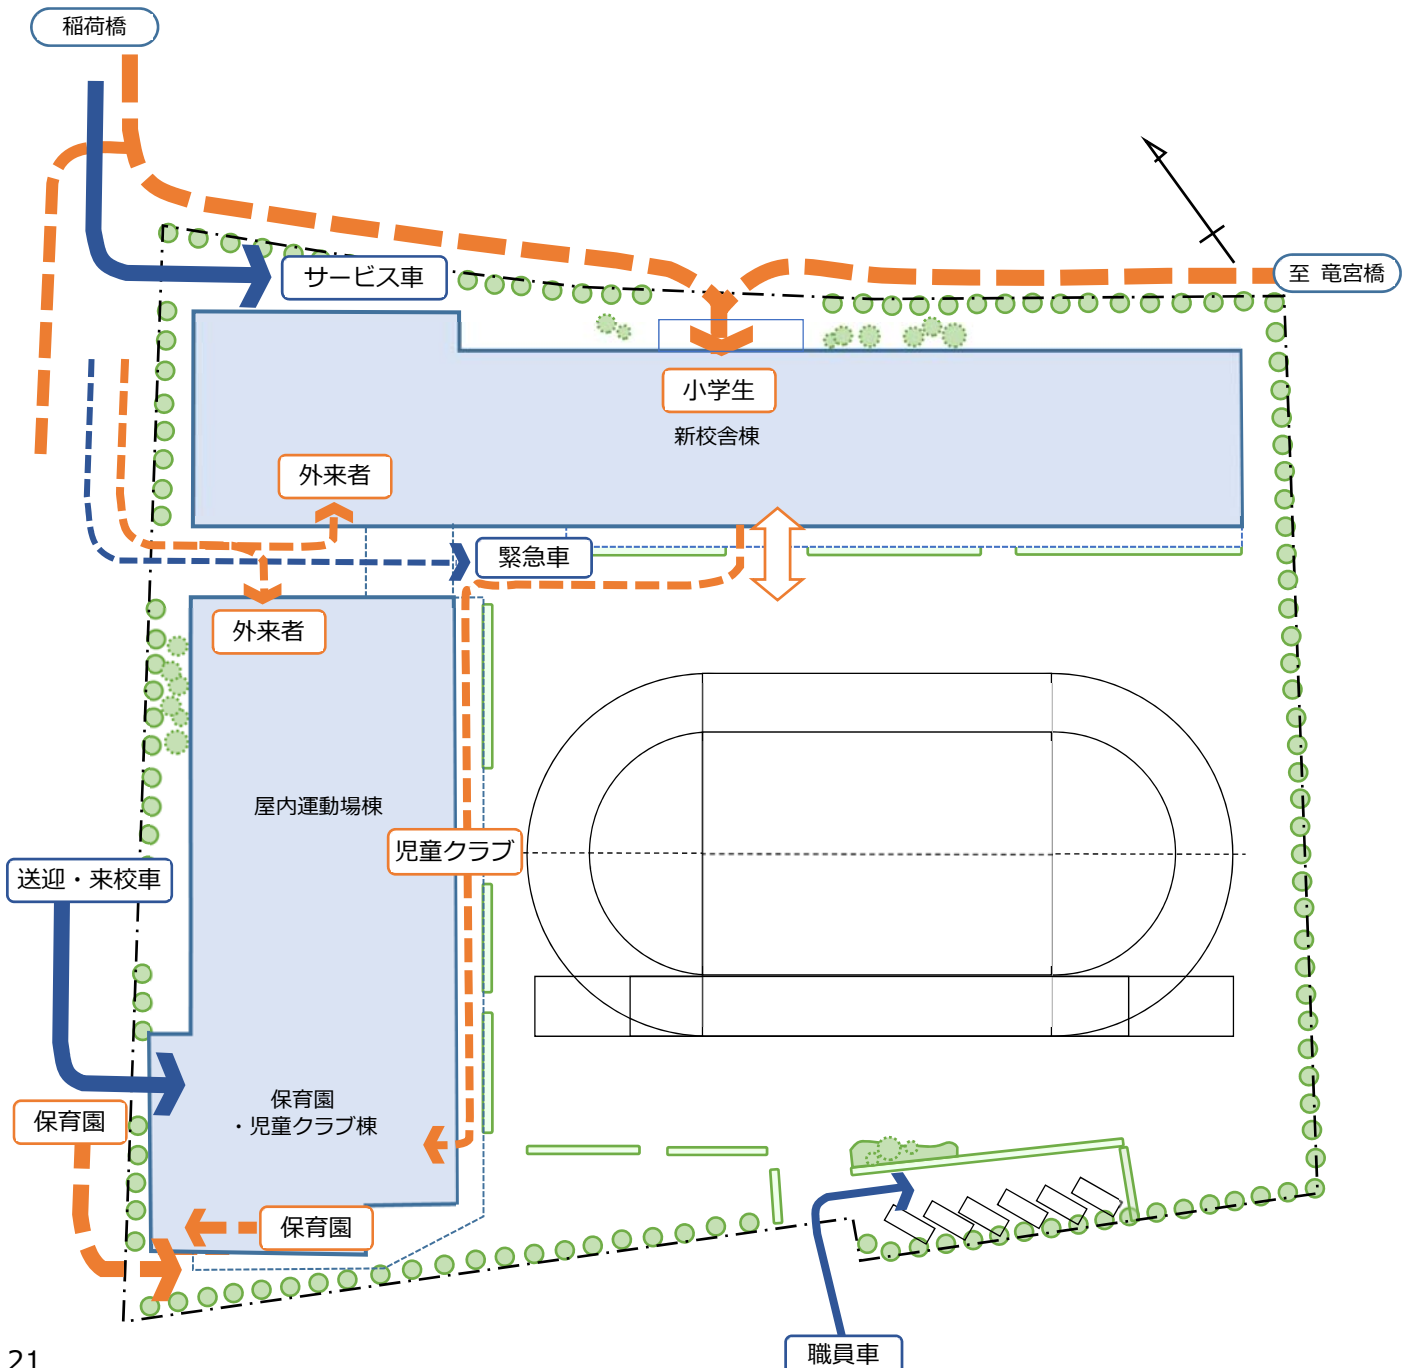 稲荷橋
サービス車
至 竜宮橋
小学生
新校舎棟
外来者
緊急車
外来者
屋内運動場棟
児童クラブ
送迎・来校車
保育園
・児童クラブ棟
保育園
保育園
職員車
21